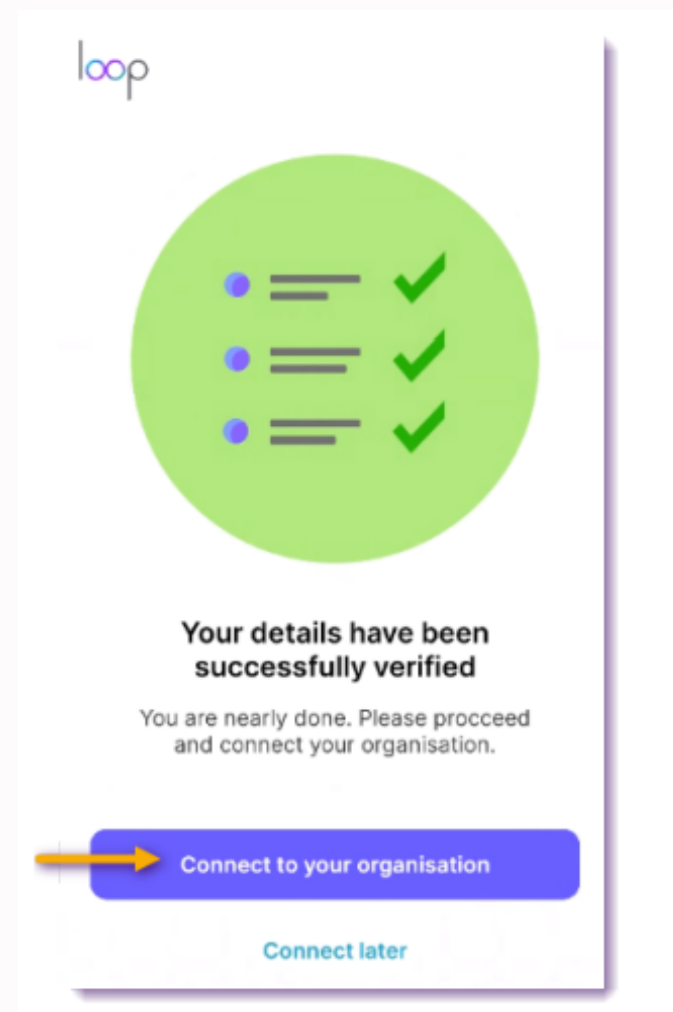 loop
Your details have been
successfully verified
You are nearly done. Please procceed
and connect your organisation.
Connect to your organisation
Connect later